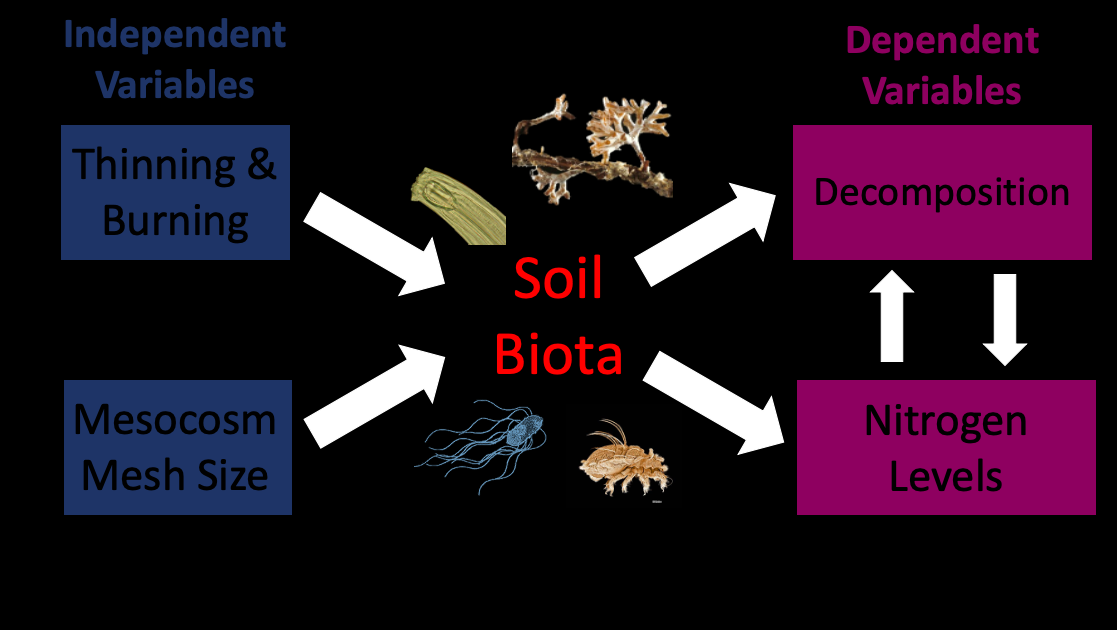 Independent
Variables
Thinning &
Burning
Mesocosm
Mesh Size
Soil
Biota
Dependent
Variables
Decomposition
Nitrogen
Levels